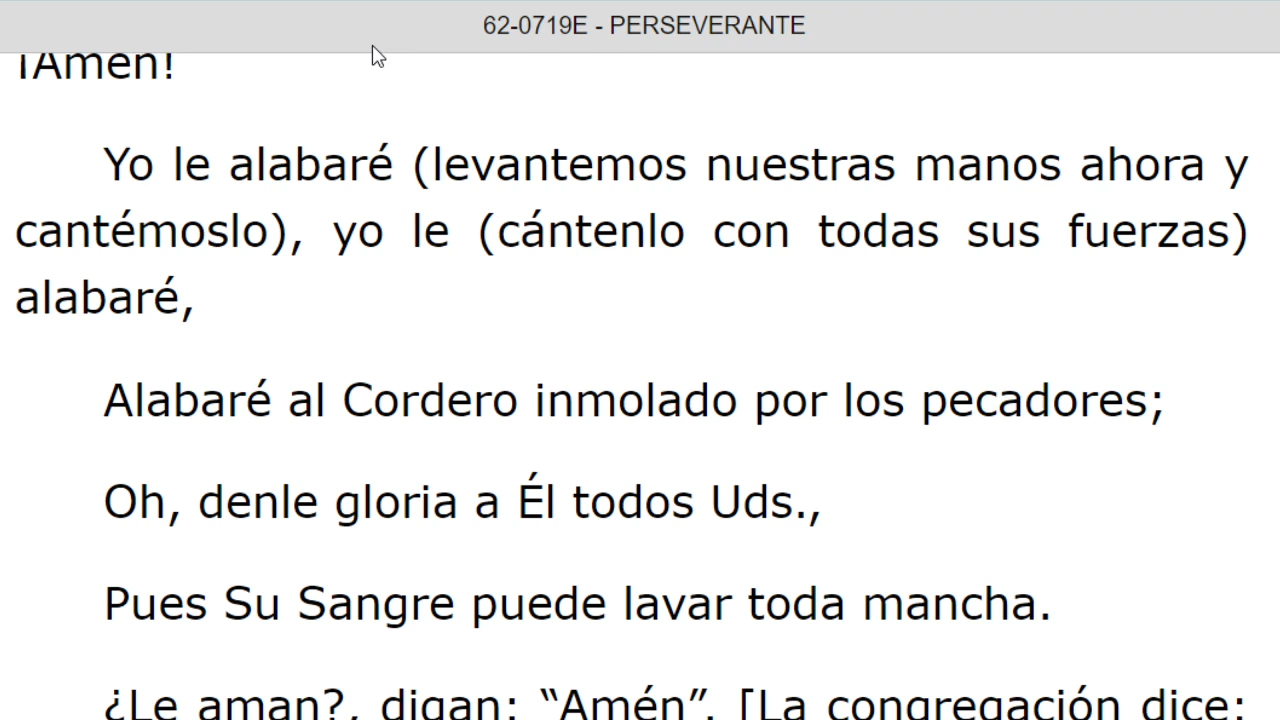 62-0719E - PERSEVERANTE
¡Amén!
Yo le alabaré (levantemos nuestras manos ahora y
cantémoslo), yo le (cántenlo con todas sus fuerzas)
alabaré,
Alabaré al Cordero inmolado por los pecadores;
Oh, denle gloria a Él todos Uds.,
Pues Su Sangre puede lavar toda mancha.
¿Le aman?, digan: “Amén”. [La congregación dice: